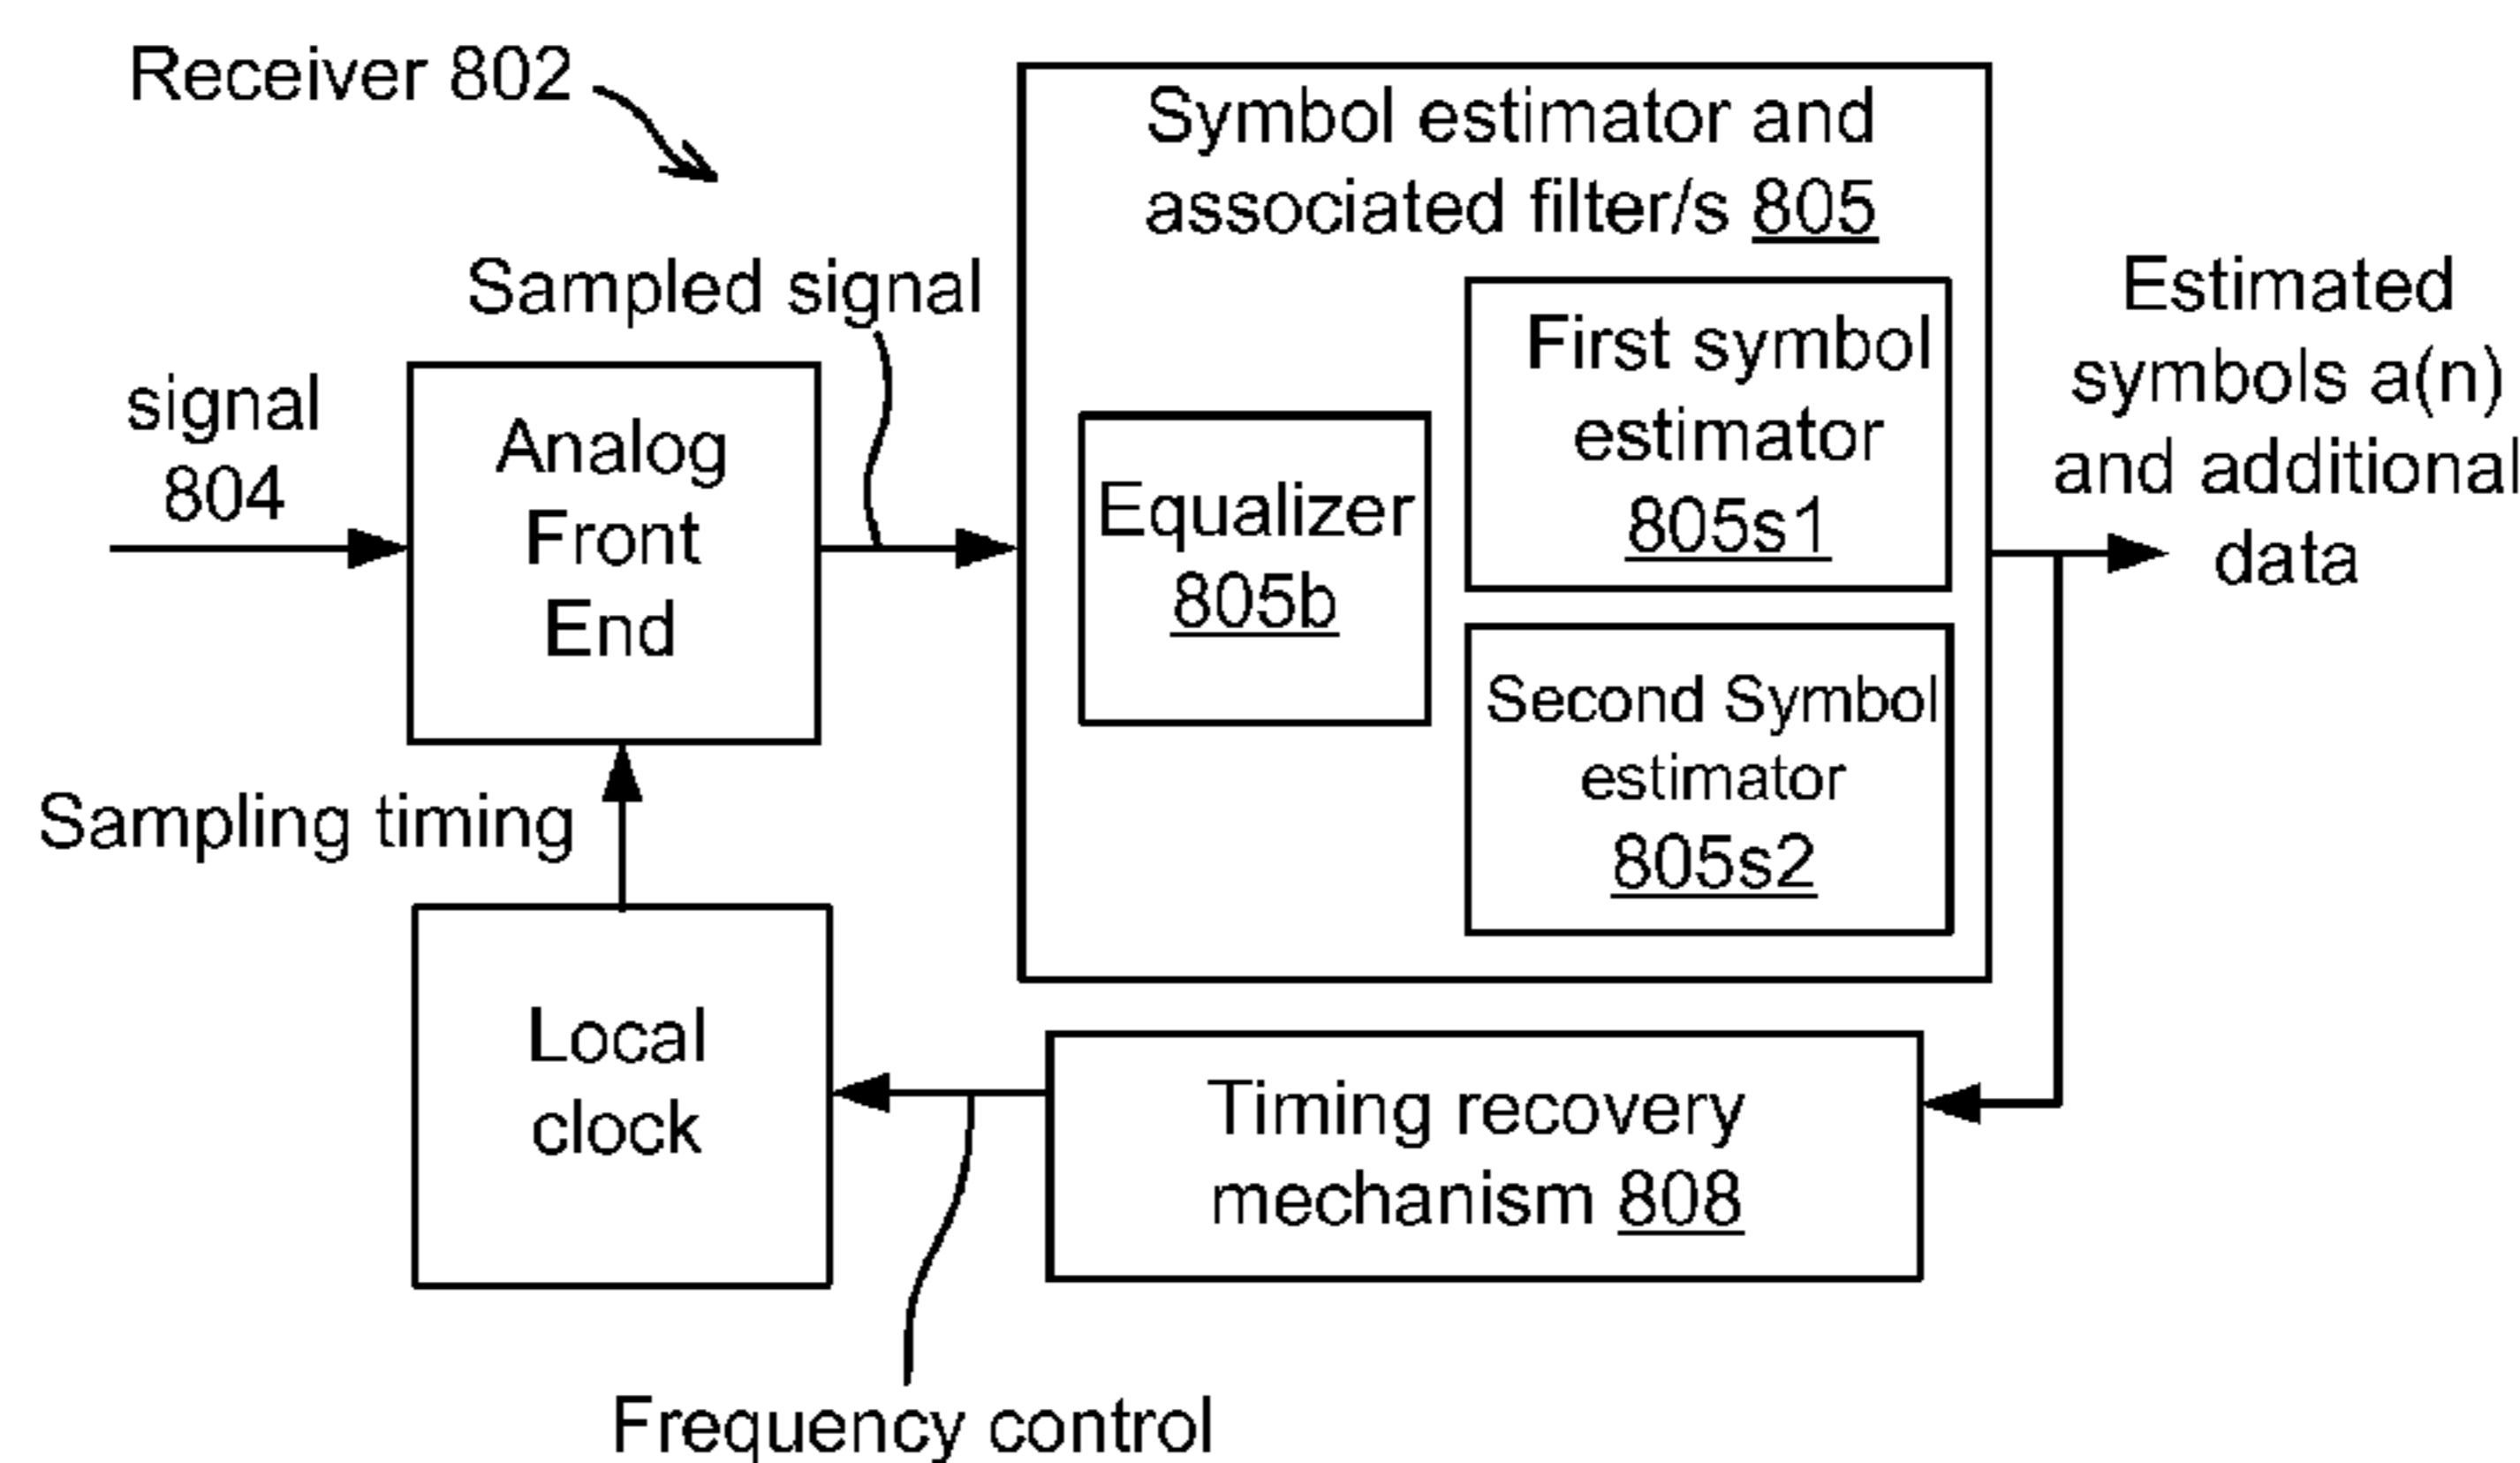 Receiver 802
Symbol estimator and
associated filter/s 805
Sampled signal
signal
804
Analog
Front
End
Equalizer
805b
First symbol
estimator
805s1
Second Symbol
estimator
805s2
Estimated
symbols a(n)
and additional
data
Sampling timing
Local
clock
Timing recovery
mechanism 808
Frequency control